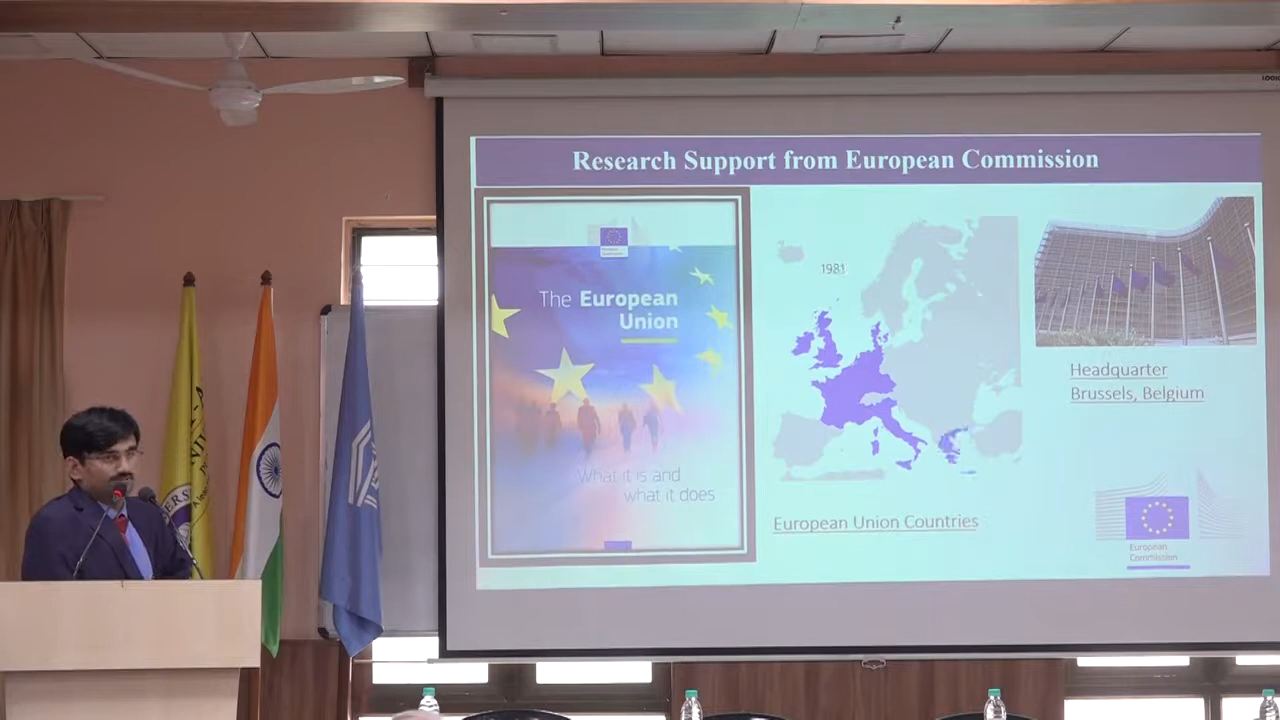 Research Support from European Commission
The European
Union
What it is and
what it does
1981
European Union Countries
Headquarter
Brussels, Belgium
European
Commission